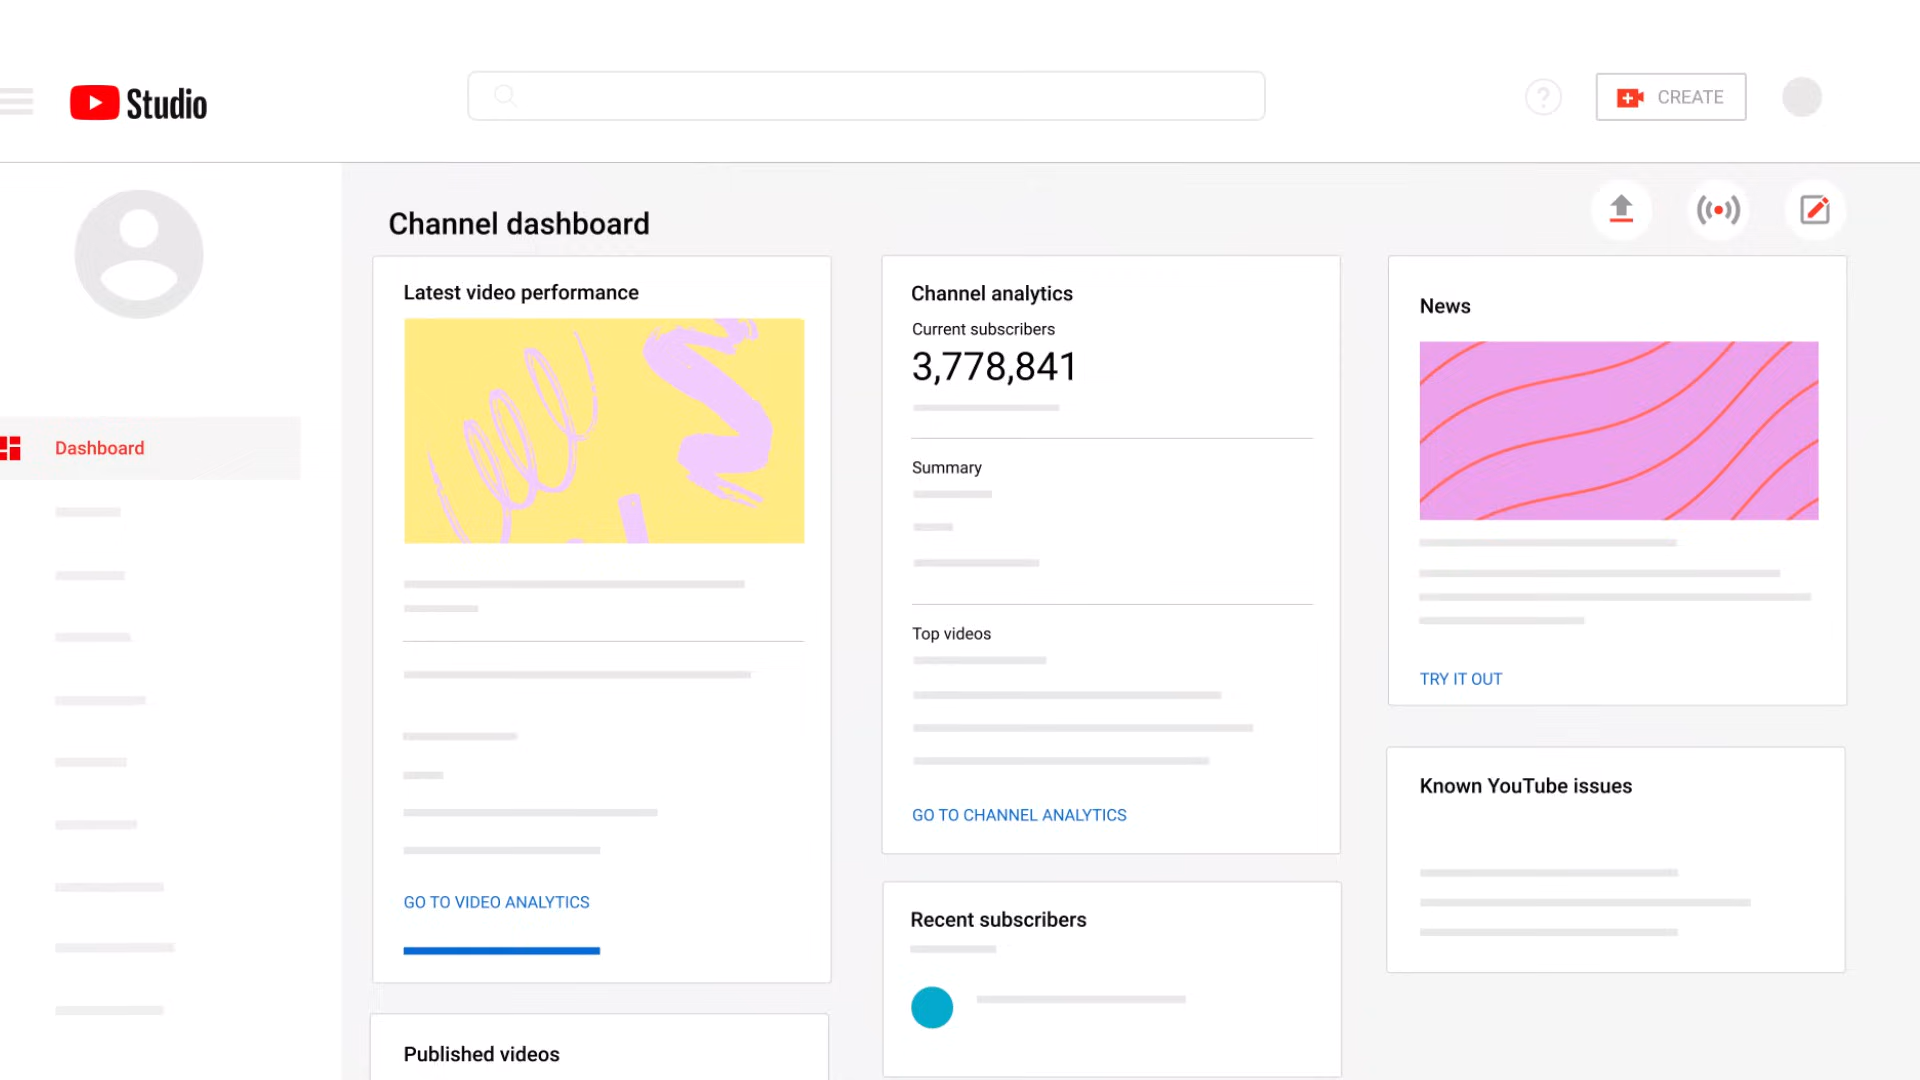 Studio
CREATE
Dashboard
Channel dashboard
Latest video performance
GO TO VIDEO ANALYTICS
Published videos
Channel analytics
Current subscribers
3,778,841
Summary
Top videos
GO TO CHANNEL ANALYTICS
Recent subscribers
News
TRY IT OUT
Known YouTube issues